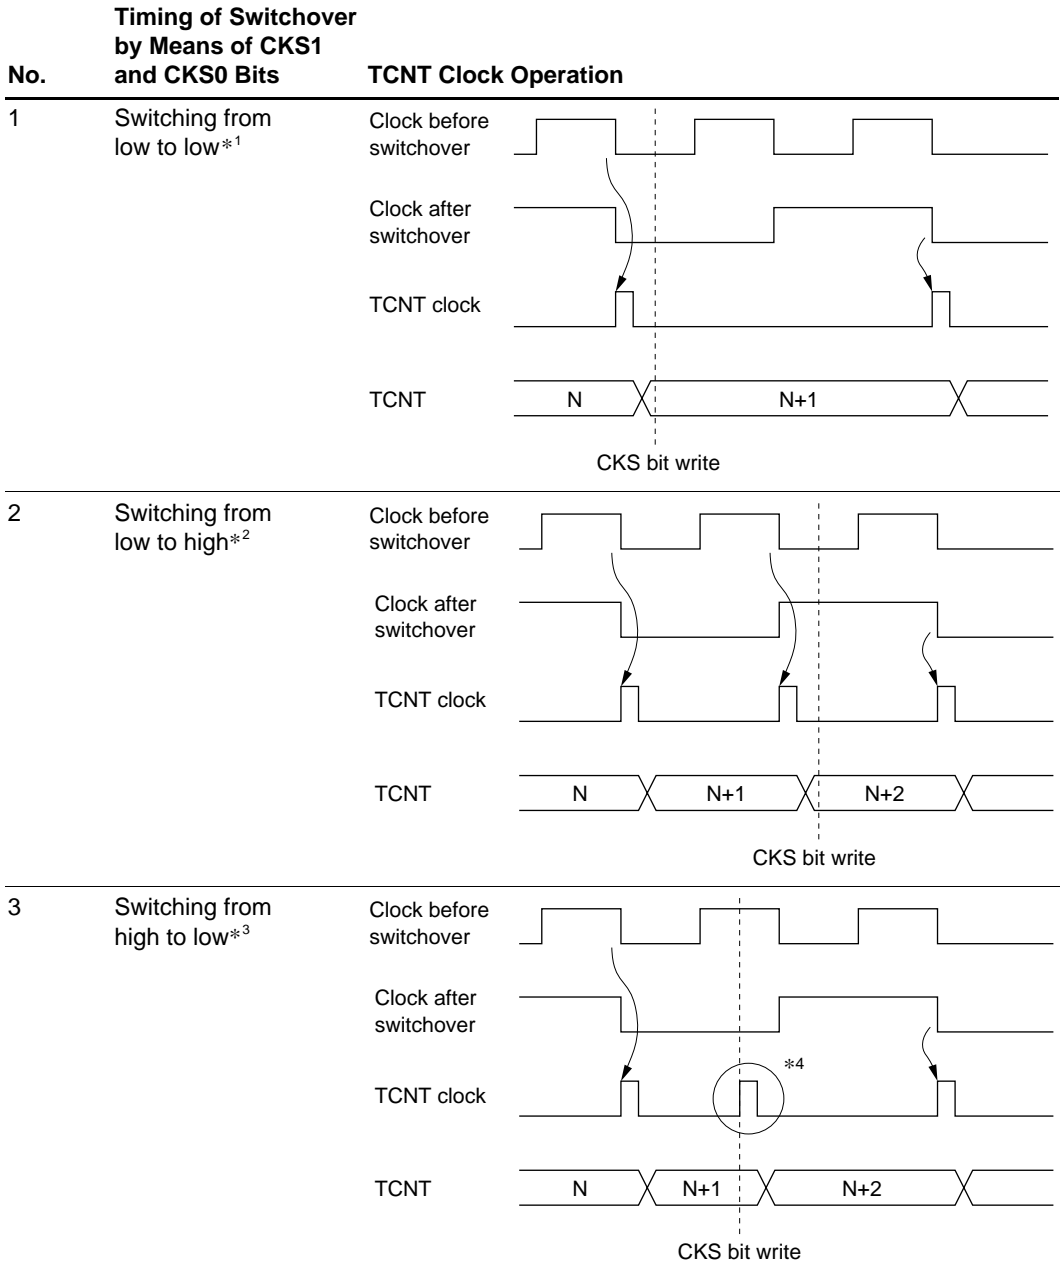 Timing of Switchover
by Means of CKS1
No. and CKS0 Bits TCNT Clock Operation
1 Switching from Clock before
low to low*1 switchover
Clock after
switchover
TCNT clock
TCNT N N+1
CKS bit write
2 Switching from Clock before
low to high*2 switchover
Clock after
switchover
TCNT clock
TCNT N N+1 N+2
CKS bit write
3 Switching from Clock before
high to low*3 switchover
Clock after
switchover
*4
TCNT clock
TCNT N N+1 N+2
CKS bit write